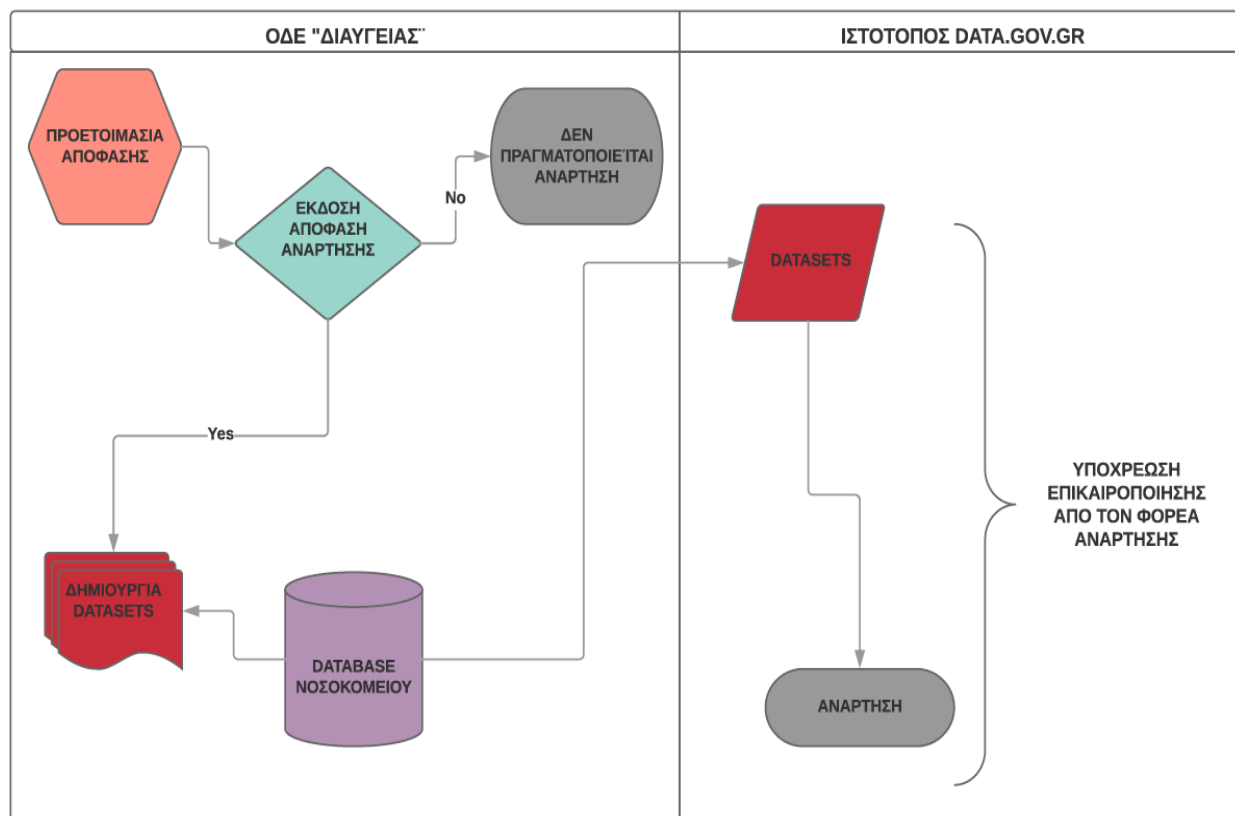 ΟΔΕ "ΔΙΑΥΓΕΙΑΣ¨
ΙΣΤΟΤΟΠΟΣ DATA.GOV.GR
ΠΡΟΕΤΟΙΜΑΣΙΑ
ΑΠΟΦΑΣΗΣ
ΔΕΝ
ΠΡΑΓΜΑΤΟΠΟΙΕΊΤΑΙ
ΑΝΑΡΤΗΣΗ
No
ΕΚΔΟΣΗ
ΑΠΟΦΑΣΗ
ΑΝΑΡΤΗΣΗΣ
DATASETS
Yes
ΥΠΟΧΡΕΩΣΗ
ΕΠΙΚΑΙΡΟΠΟΙΗΣΗΣ
ΑΠΟ ΤΟΝ ΦΟΡΕΑ
ΑΝΑΡΤΗΣΗΣ
ΔΗΜΙΟΥΡΓΙΑ
DATASETS
DATABASE
ΝΟΣΟΚΟΜΕΙΟΥ
ΑΝΑΡΤΗΣΗ